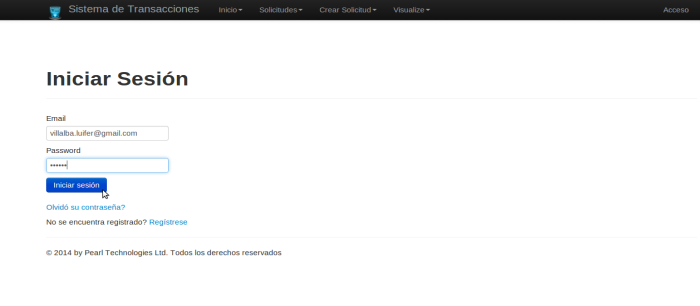 Sistema de Transacciones Inicio Solicitudes Crear Solicitud Visualize Acceso
Iniciar Sesión
Email
villalba.luifer@gmail.com
Password
••••••
Iniciar sesión
Olvidó su contraseña?
No se encuentra registrado? Regístrese
© 2014 by Pearl Technologies Ltd. Todos los derechos reservados